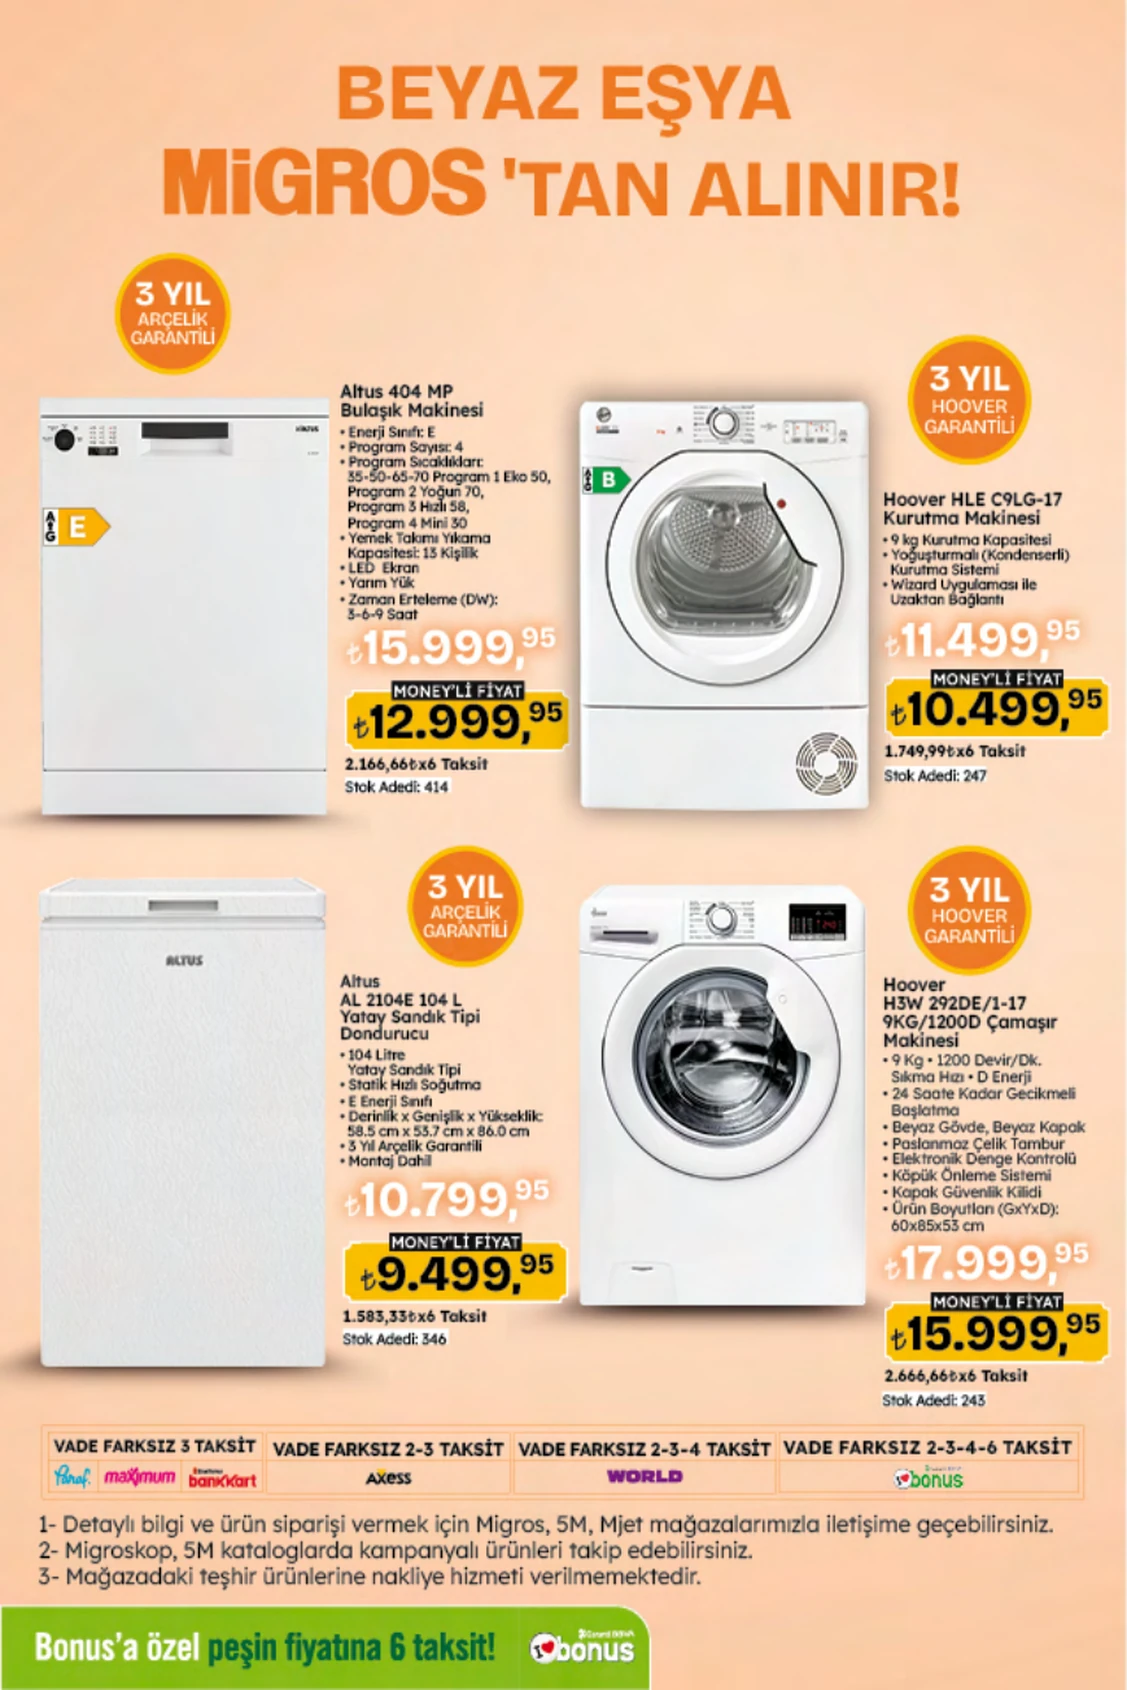 BEYAZ EŞYA
MiGROS 'TAN ALINIR!
3 YIL
ARÇELİK
GARANTİLİ
Altus 404 MP
Bulaşık Makinesi
• Enerji Sınıfı: E
• Program Sayısı: 4
• Program Sıcaklıkları:
35-50-65-70 Program 1 Eko 50,
Program 2 Yoğun 70,
Program 3 Hızlı 58,
Program 4 Mini 30
• Yemek Takımı Yıkama
Kapasitesi: 13 Kişilik
• LED Ekran
• Yarım Yük
• Zaman Erteleme (DW):
3-6-9 Saat
₺15.999,95
MONEY'Lİ FİYAT
₺12.999,95
2.166,66₺x6 Taksit
Stok Adedi: 414
ALTUS
A G E
3 YIL
HOOVER
GARANTİLİ
A G B
Hoover HLE C9LG-17
Kurutma Makinesi
• 9 kg Kurutma Kapasitesi
• Yoğuşturmalı (Kondenserli)
Kurutma Sistemi
• Wizard Uygulaması ile
Uzaktan Bağlantı
₺11.499,95
MONEY'Lİ FİYAT
₺10.499,95
1.749,99₺x6 Taksit
Stok Adedi: 247
3 YIL
ARÇELİK
GARANTİLİ
ALTUS
Altus
AL 2104E 104 L
Yatay Sandık Tipi
Dondurucu
• 104 Litre
Yatay Sandık Tipi
• Statik Hızlı Soğutma
• E Enerji Sınıfı
• Derinlik x Genişlik x Yükseklik:
58.5 cm x 53.7 cm x 86.0 cm
• 3 Yıl Arçelik Garantili
• Montaj Dahil
₺10.799,95
MONEY'Lİ FİYAT
₺9.499,95
1.583,33₺x6 Taksit
Stok Adedi: 346
3 YIL
HOOVER
GARANTİLİ
Hoover
H3W 292DE/1-17
9KG/1200D Çamaşır
Makinesi
• 9 Kg • 1200 Devir/Dk.
Sıkma Hızı • D Enerji
• 24 Saate Kadar Gecikmeli
Başlatma
• Beyaz Gövde, Beyaz Kapak
• Paslanmaz Çelik Tambur
• Elektronik Denge Kontrolü
• Köpük Önleme Sistemi
• Kapak Güvenlik Kilidi
• Ürün Boyutları (GxYxD):
60x85x53 cm
₺17.999,95
MONEY'Lİ FİYAT
₺15.999,95
2.666,66₺x6 Taksit
Stok Adedi: 243
VADE FARKSIZ 3 TAKSİT
Paraf maximum bankkart
VADE FARKSIZ 2-3 TAKSİT
AXESS
VADE FARKSIZ 2-3-4 TAKSİT
WORLD
VADE FARKSIZ 2-3-4-6 TAKSİT
bonus
1- Detaylı bilgi ve ürün siparişi vermek için Migros, 5M, Mjet mağazalarımızla iletişime geçebilirsiniz.
2- Migroskop, 5M kataloglarda kampanyalı ürünleri takip edebilirsiniz.
3- Mağazadaki teşhir ürünlerine nakliye hizmeti verilmemektedir.
Bonus'a özel peşin fiyatına 6 taksit! Garanti BBVA bonus